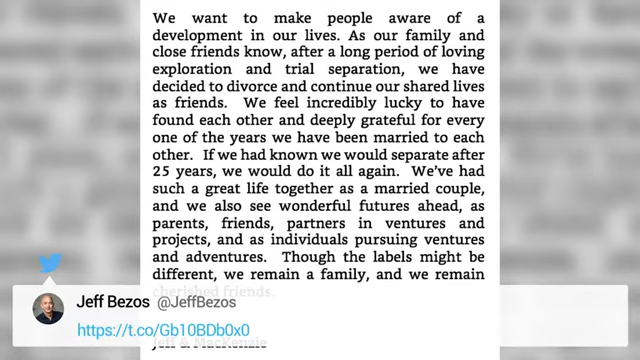 We want to make people aware of a
development in our lives. As our family and
close friends know, after a long period of loving
exploration and trial separation, we have
decided to divorce and continue our shared lives
as friends. We feel incredibly lucky to have
found each other and deeply grateful for every
one of the years we have been married to each
other. If we had known we would separate after
25 years, we would do it all again. We've had
such a great life together as a married couple,
and we also see wonderful futures ahead, as
parents, friends, partners in ventures and
projects, and as individuals pursuing ventures
and adventures. Though the labels might be
different, we remain a family, and we remain
cherished friends.
Jeff Bezos @JeffBezos
https://t.co/Gb10BDb0x0
Jeff & MacKenzie